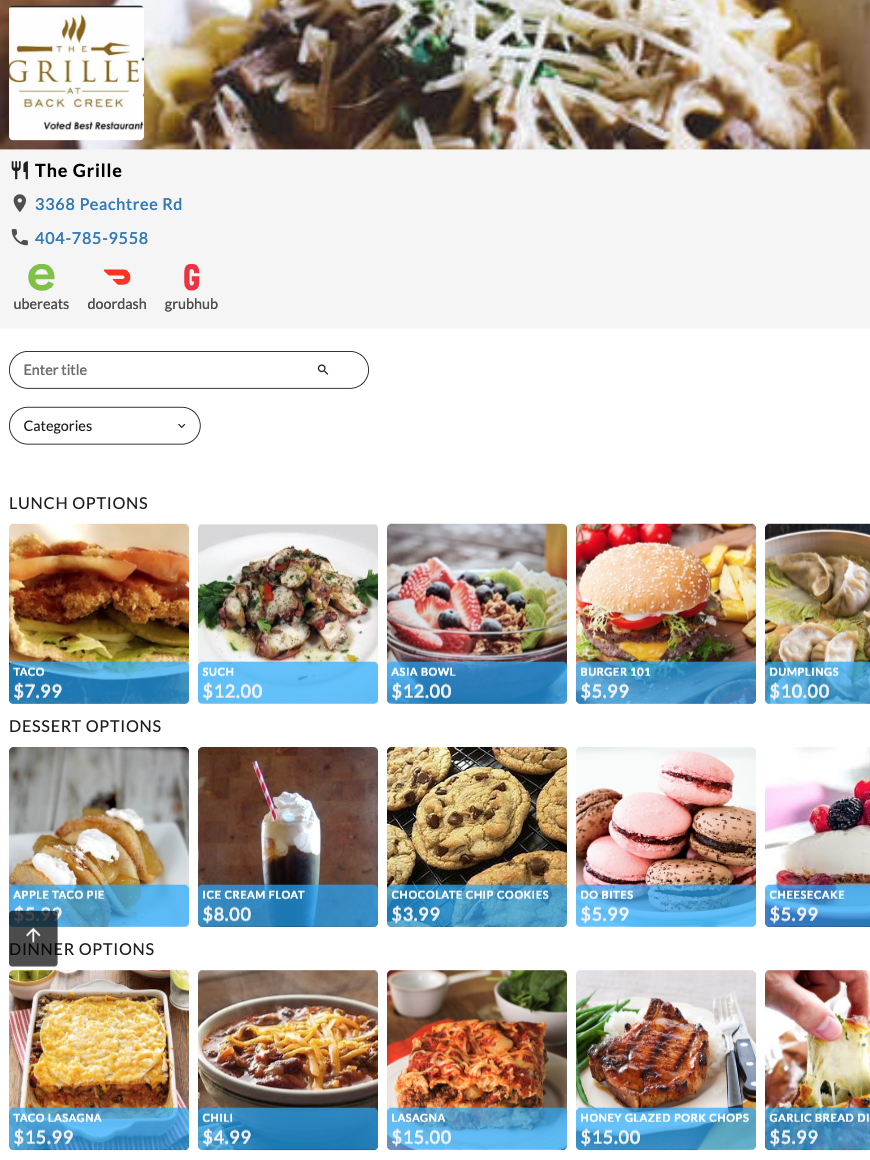 THE
GRILLE
AT
BACK CREEK
Voted Best Restaurant
The Grille
3368 Peachtree Rd
404-785-9558
ubereats doordash grubhub
Enter title
Categories
LUNCH OPTIONS
TACO SUCH ASIA BOWL BURGER 101 DUMPLINGS
$7.99 $12.00 $12.00 $5.99 $10.00
DESSERT OPTIONS
APPLE TACO PIE ICE CREAM FLOAT CHOCOLATE CHIP COOKIES DO BITES CHEESECAKE
$5.99 $8.00 $3.99 $5.99 $5.99
DINNER OPTIONS
TACO LASAGNA CHILI LASAGNA HONEY GLAZED PORK CHOPS GARLIC BREAD DI
$15.99 $4.99 $15.00 $15.00 $5.99